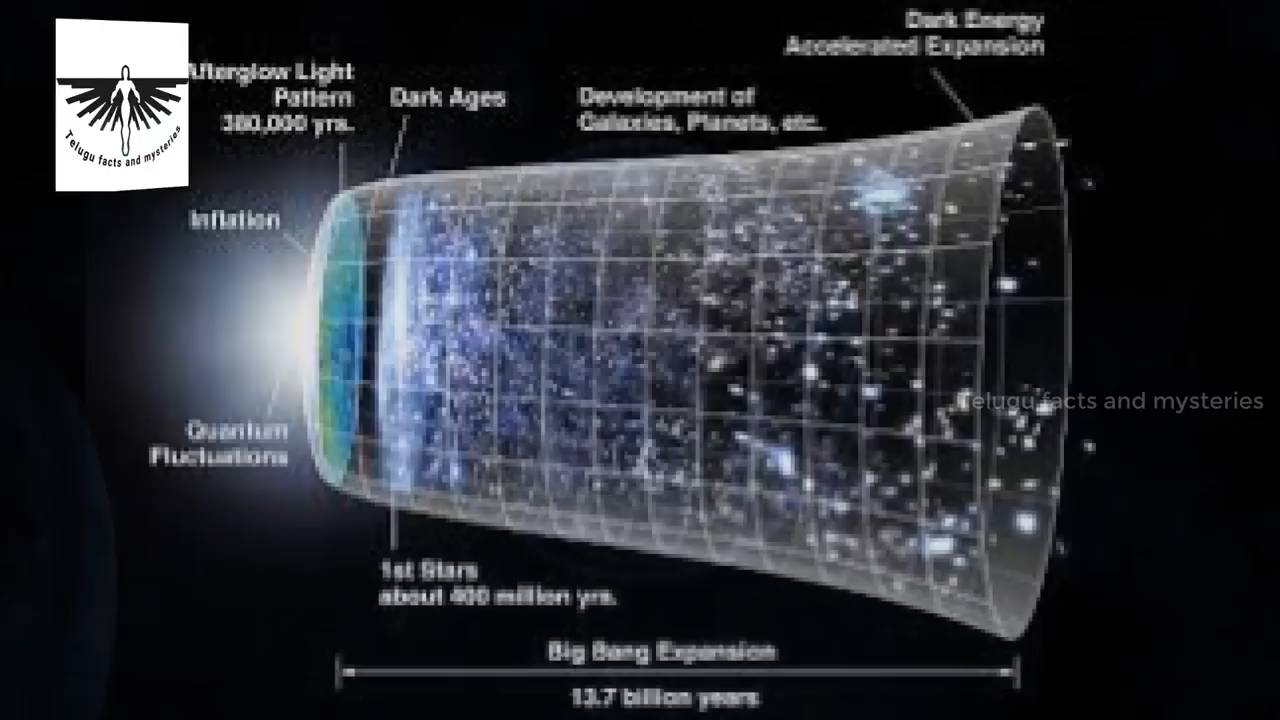 Dark Energy
Accelerated Expansion
Afterglow Light
Pattern
380,000 yrs.
Dark Ages
Development of
Galaxies, Planets, etc.
Inflation
Quantum
Fluctuations
1st Stars
about 400 million yrs.
Big Bang Expansion
13.7 billion years
Telugu facts and mysteries
Telugu facts and mysteries